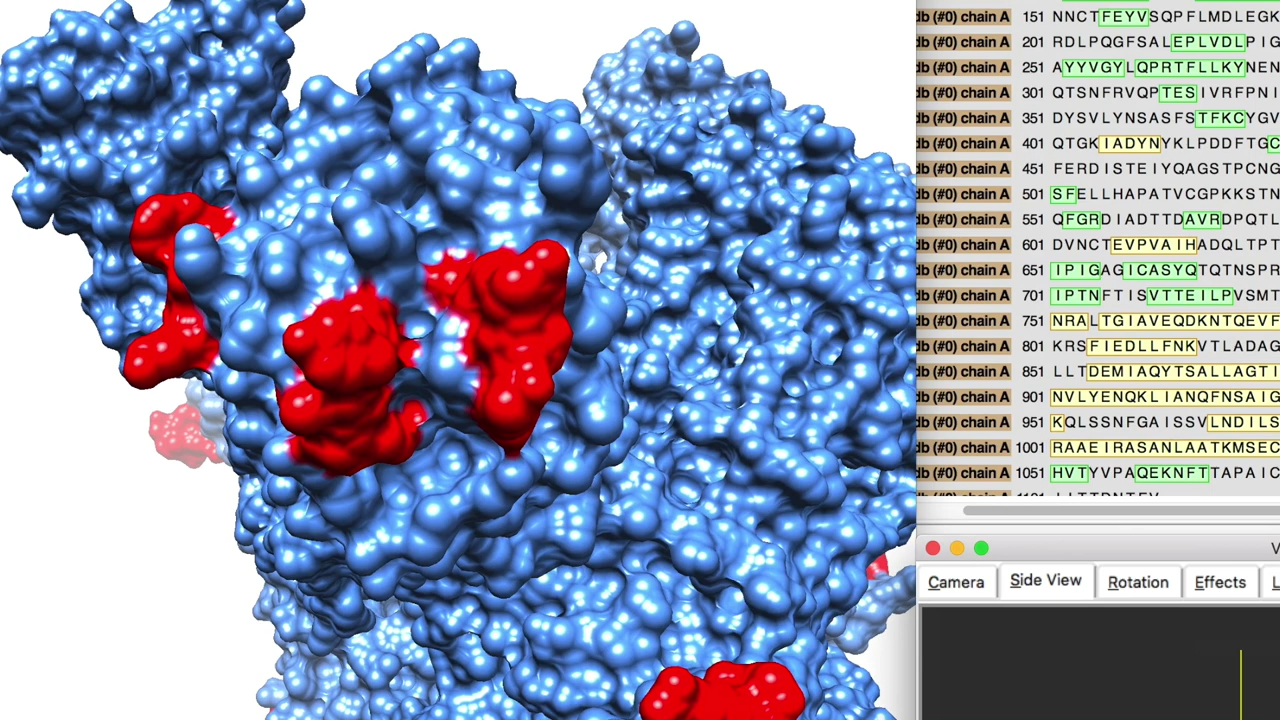 db (#0) chain A 151 NNCTFEYVSQPFLMDLEGK
db (#0) chain A 201 RDLPQGFSALEPLVDLPIG
db (#0) chain A 251 AYYVGYLQPRTFLLKYNEN
db (#0) chain A 301 QTSNFRVQPTESIVRFPNI
db (#0) chain A 351 DYSVLYNSASFSTFKCYGV
db (#0) chain A 401 QTGKIADYNYKLPDDFTGC
db (#0) chain A 451 FERDISTEIYQAGSTPCNG
db (#0) chain A 501 SFELLHAPATVCGPKKSTN
db (#0) chain A 551 QFGRDIADTTDAVRDPQTL
db (#0) chain A 601 DVNCTEVPVAIHADQLTPT
db (#0) chain A 651 IPIGAGICASYQTQTNSPR
db (#0) chain A 701 IPTNFTISVTTEILPVSMT
db (#0) chain A 751 NRALTGIAVEQDKNTQEVF
db (#0) chain A 801 KRSFIEDLLFNKVTLADAG
db (#0) chain A 851 LLTDEMIAQYTSALLAGTI
db (#0) chain A 901 NVLYENQKLIANQFNSAIG
db (#0) chain A 951 KQLSSNFGAISSVLNDILS
db (#0) chain A 1001 RAAEIRASANLAATKMSEC
db (#0) chain A 1051 HVTYVPAQEKNFTTAPAIC
V
Camera
Side View
Rotation
Effects
L